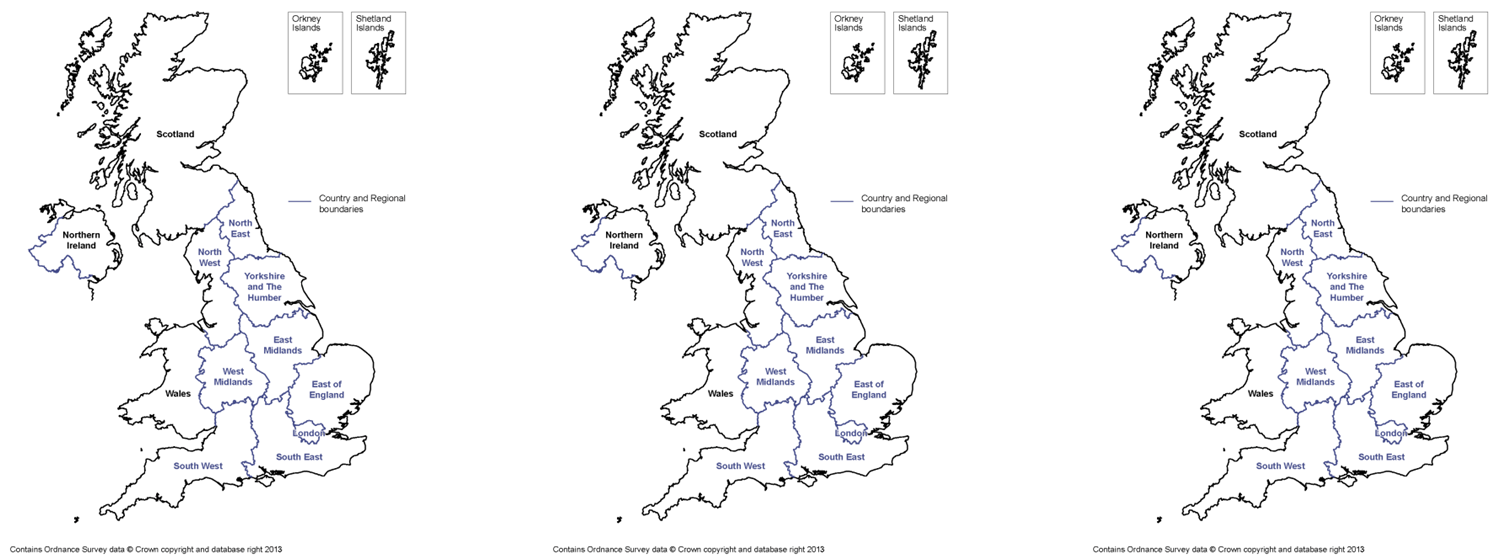 Orkney
Islands
Shetland
Islands
Scotland
Country and Regional
boundaries
North
East
Northern
Ireland
North
West
Yorkshire
and The
Humber
East
Midlands
West
Midlands
Wales
East of
England
London
South East
South West
Contains Ordnance Survey data © Crown copyright and database right 2013
Orkney
Islands
Shetland
Islands
Scotland
Country and Regional
boundaries
North
East
Northern
Ireland
North
West
Yorkshire
and The
Humber
East
Midlands
West
Midlands
Wales
East of
England
London
South East
South West
Contains Ordnance Survey data © Crown copyright and database right 2013
Orkney
Islands
Shetland
Islands
Scotland
Country and Regional
boundaries
North
East
Northern
Ireland
North
West
Yorkshire
and The
Humber
East
Midlands
West
Midlands
Wales
East of
England
London
South East
South West
Contains Ordnance Survey data © Crown copyright and database right 2013